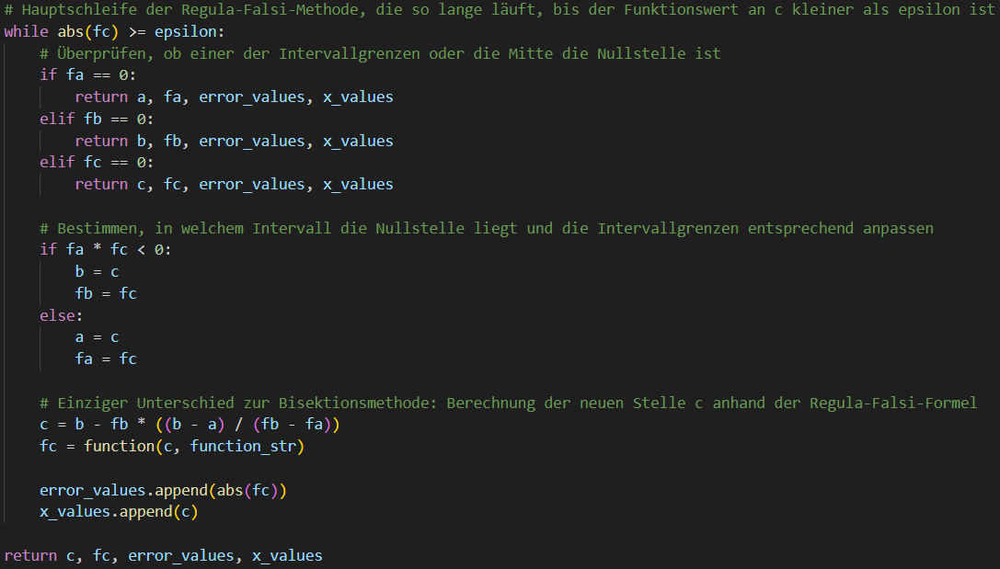 # Hauptschleife der Regula-Falsi-Methode, die so lange läuft, bis der Funktionswert an c kleiner als epsilon ist
while abs(fc) >= epsilon:
    # Überprüfen, ob einer der Intervallgrenzen oder die Mitte die Nullstelle ist
    if fa == 0:
        return a, fa, error_values, x_values
    elif fb == 0:
        return b, fb, error_values, x_values
    elif fc == 0:
        return c, fc, error_values, x_values

    # Bestimmen, in welchem Intervall die Nullstelle liegt und die Intervallgrenzen entsprechend anpassen
    if fa * fc < 0:
        b = c
        fb = fc
    else:
        a = c
        fa = fc

    # Einziger Unterschied zur Bisektionsmethode: Berechnung der neuen Stelle c anhand der Regula-Falsi-Formel
    c = b - fb * ((b - a) / (fb - fa))
    fc = function(c, function_str)

    error_values.append(abs(fc))
    x_values.append(c)

return c, fc, error_values, x_values